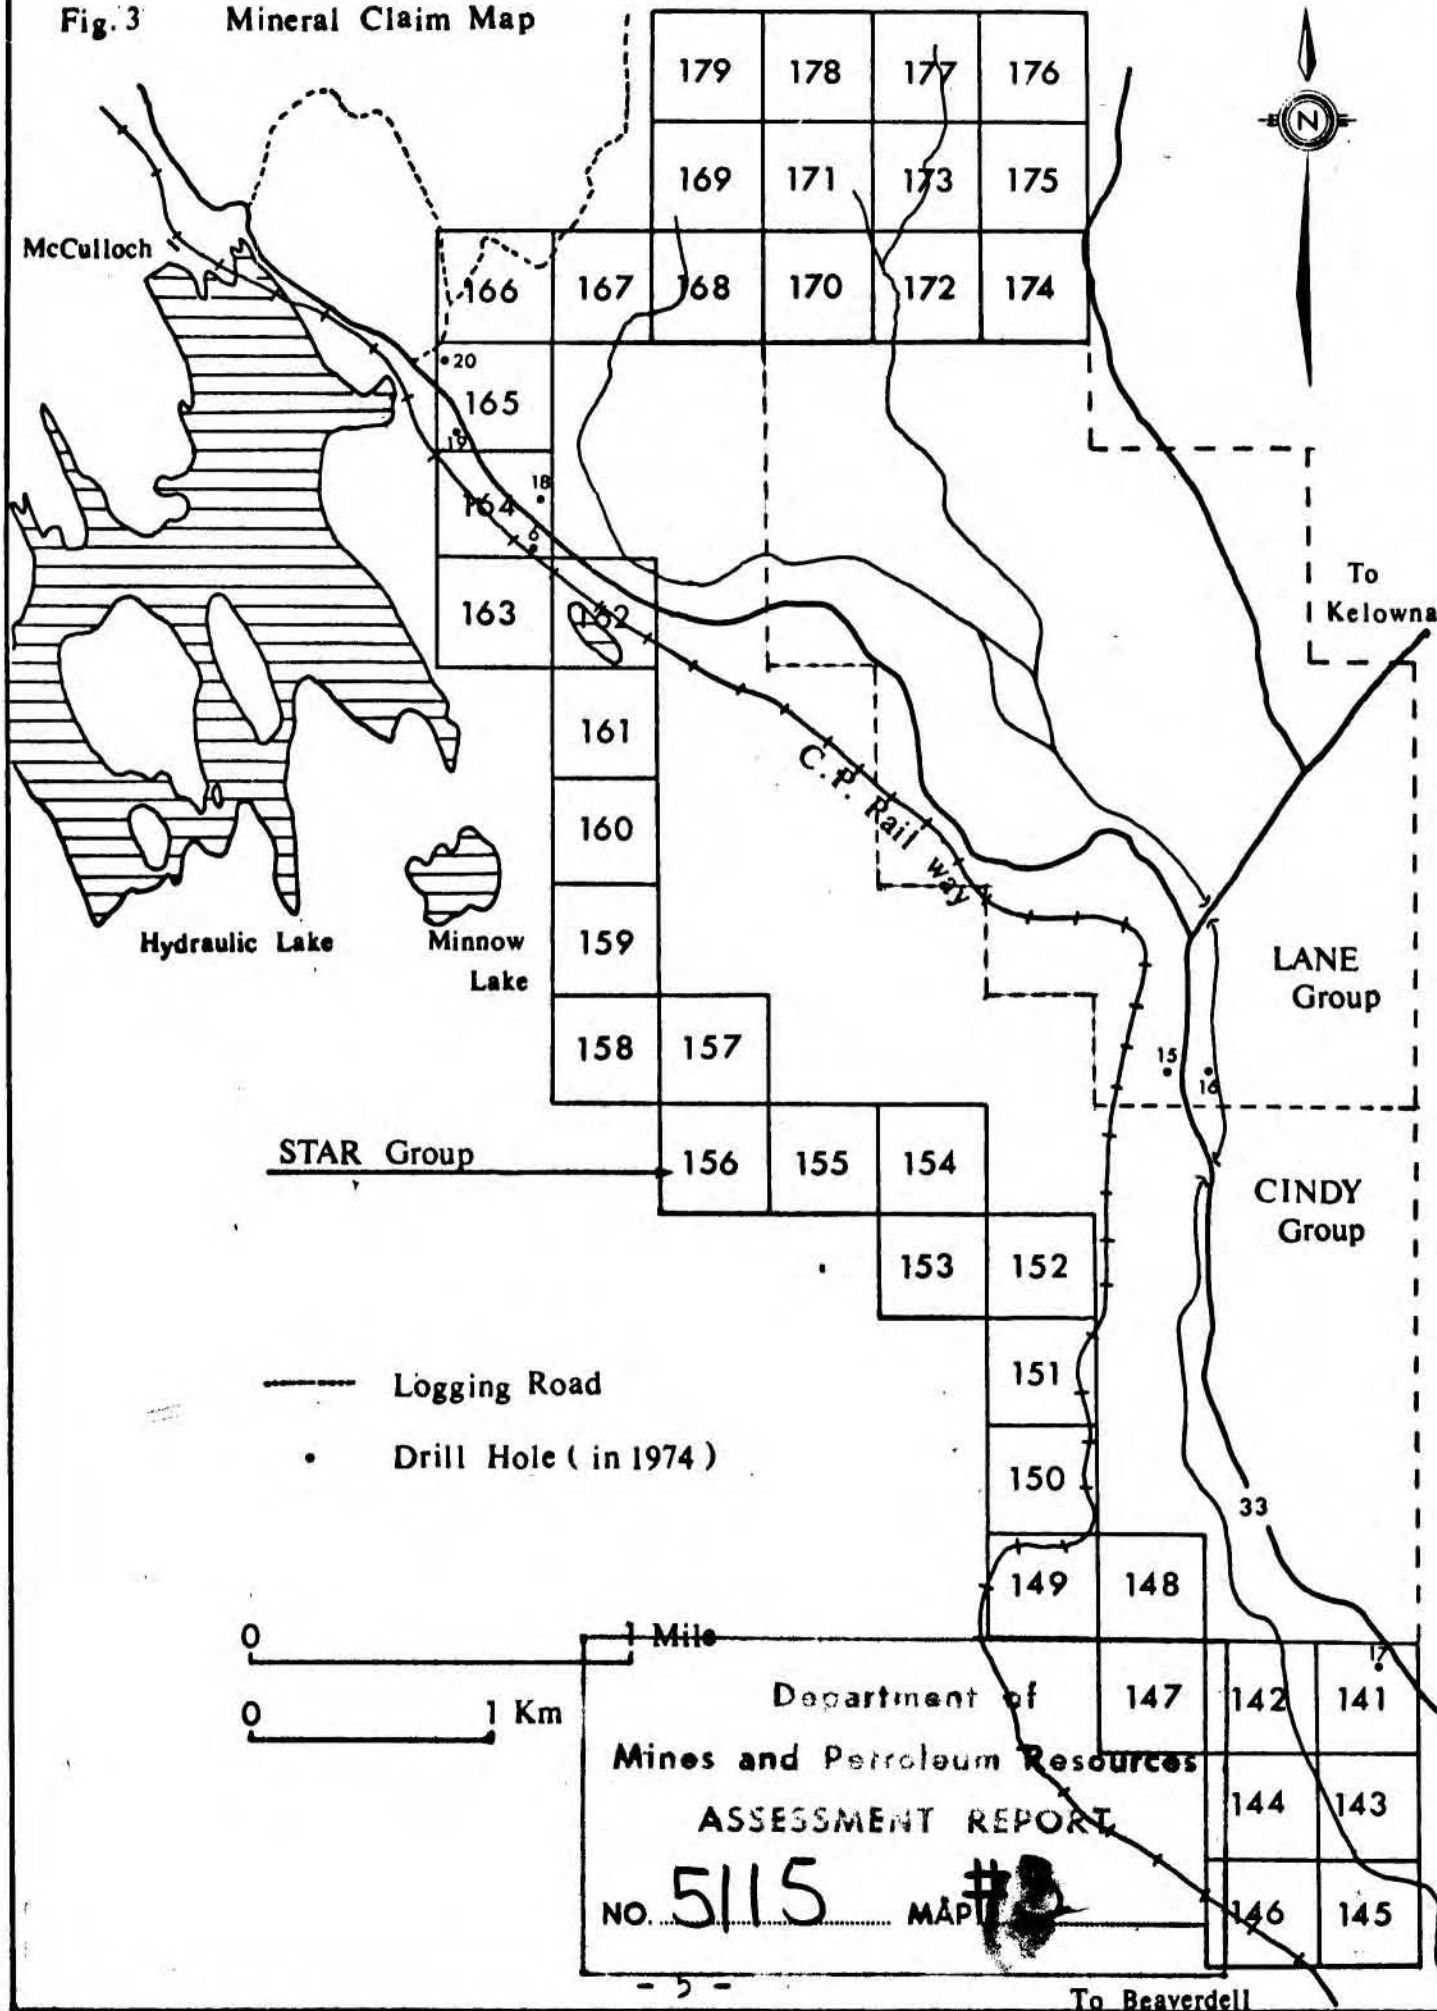 Fig. 3 Mineral Claim Map
179 178 177 176
N
169 171 173 175
McCulloch
166 167 168 170 172 174
20
165
19
18
164
6
To
Kelowna
163 162
161
C. P. Rail way
160
Hydraulic Lake
Minnow
Lake
159
LANE
Group
158 157
15
16
STAR Group
156 155 154
CINDY
Group
153 152
151
Logging Road
Drill Hole ( in 1974 )
150
33
149 148
0 1 Mile
17
147 142 141
0 1 Km
Department of
Mines and Petroleum Resources
144 143
ASSESSMENT REPORT
NO. 5115 MAP #
146 145
- 5 -
To Beaverdell